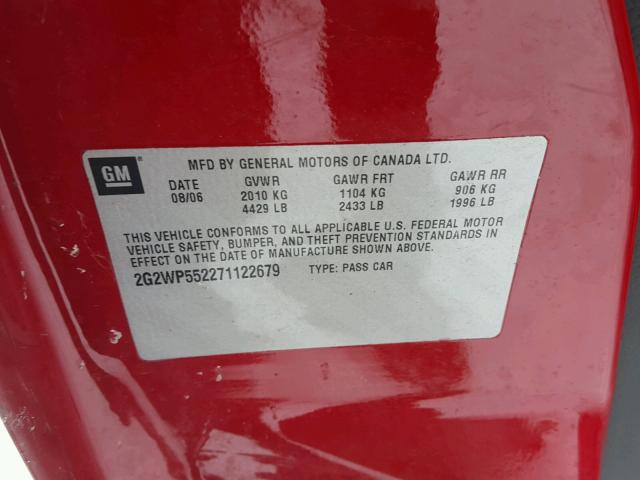 GM
MFD BY GENERAL MOTORS OF CANADA LTD.
DATE GVWR GAWR FRT GAWR RR
08/06 2010 KG 1104 KG 906 KG
4429 LB 2433 LB 1996 LB
THIS VEHICLE CONFORMS TO ALL APPLICABLE U.S. FEDERAL MOTOR
VEHICLE SAFETY, BUMPER, AND THEFT PREVENTION STANDARDS IN
EFFECT ON THE DATE OF MANUFACTURE SHOWN ABOVE.
2G2WP552271122679 TYPE: PASS CAR